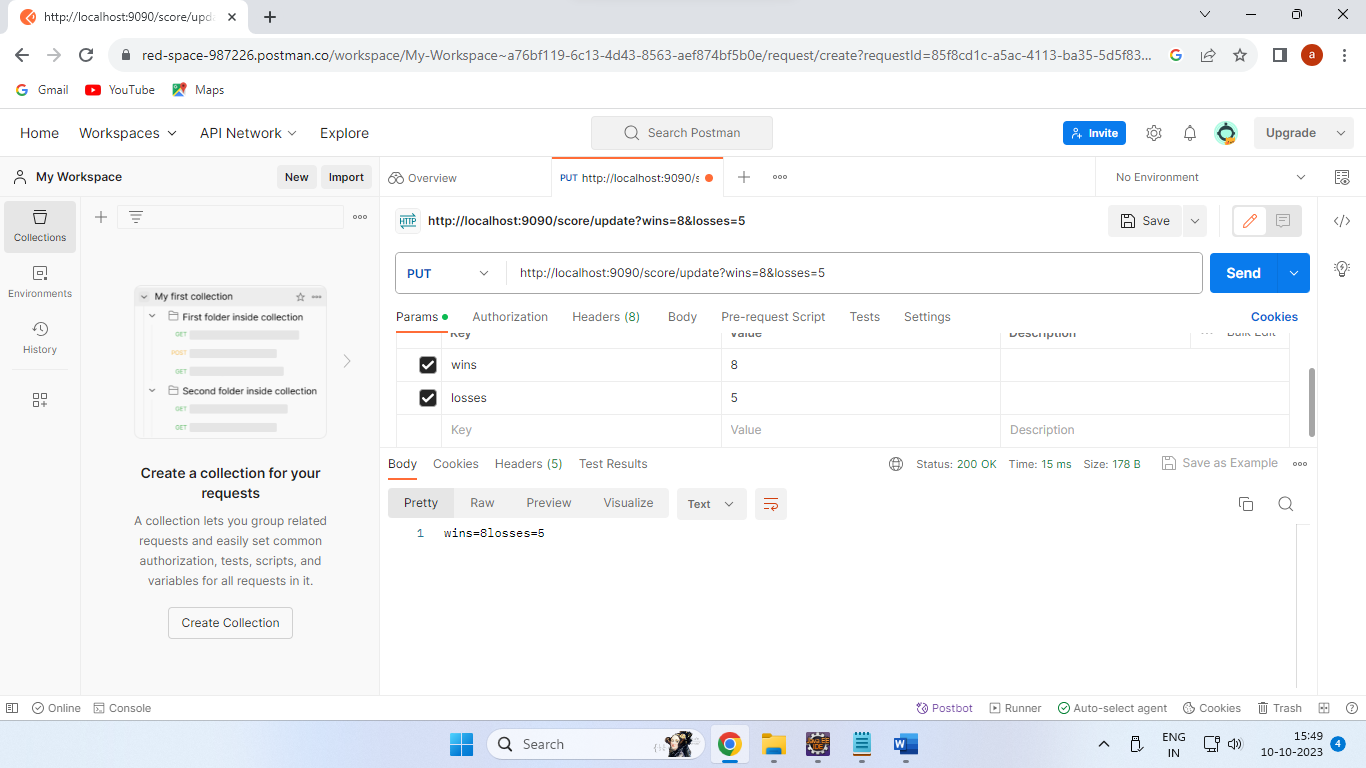 http://localhost:9090/score/upda
red-space-987226.postman.co/workspace/My-Workspace~a76bf119-6c13-4d43-8563-aef874bf5b0e/request/create?requestId=85f8cd1c-a5ac-4113-ba35-5d5f83...
a
Gmail YouTube Maps
Home Workspaces API Network Explore Search Postman Invite Upgrade
My Workspace New Import Overview PUT http://localhost:9090/s No Environment
HTTP http://localhost:9090/score/update?wins=8&losses=5 Save
Collections
PUT http://localhost:9090/score/update?wins=8&losses=5 Send
Environments
My first collection
First folder inside collection
GET
POST
GET
Second folder inside collection
GET
GET
History
Params Authorization Headers (8) Body Pre-request Script Tests Settings Cookies
Key Value Description Bulk Edit
wins 8
losses 5
Key Value Description
Body Cookies Headers (5) Test Results Status: 200 OK Time: 15 ms Size: 178 B Save as Example
Pretty Raw Preview Visualize Text
1 wins=8losses=5
Create a collection for your
requests
A collection lets you group related
requests and easily set common
authorization, tests, scripts, and
variables for all requests in it.
Create Collection
Online Console Postbot Runner Auto-select agent Cookies Trash
Search
ENG
IN
15:49
10-10-2023
4